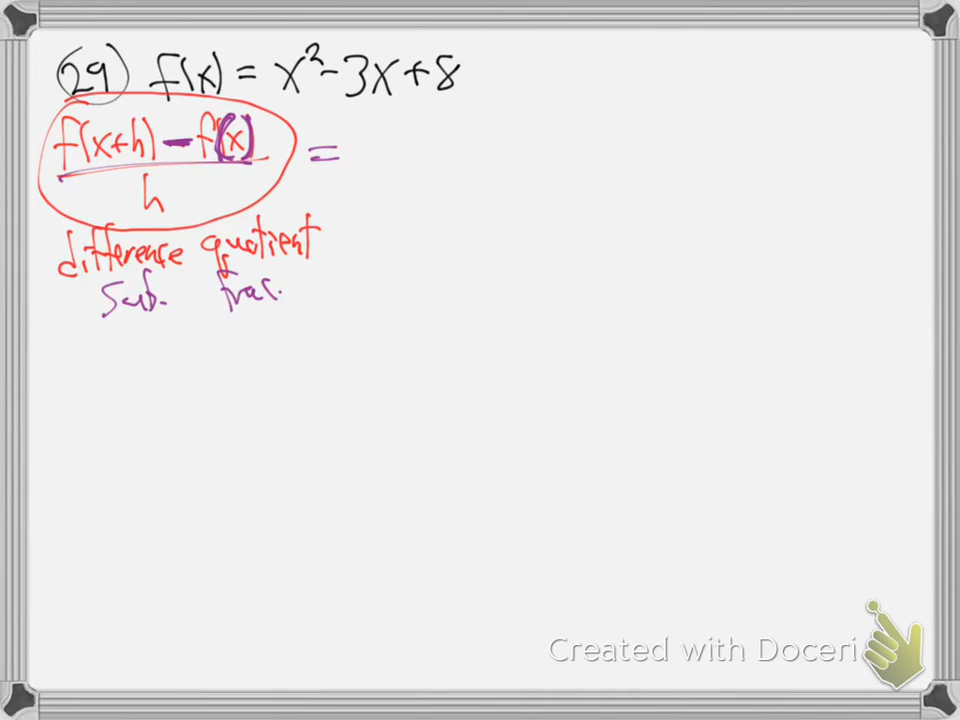 29) f(x) = x² - 3x + 8
f(x+h) - f(x) =
h
difference quotient
Sub. frac.
Created with Doceri